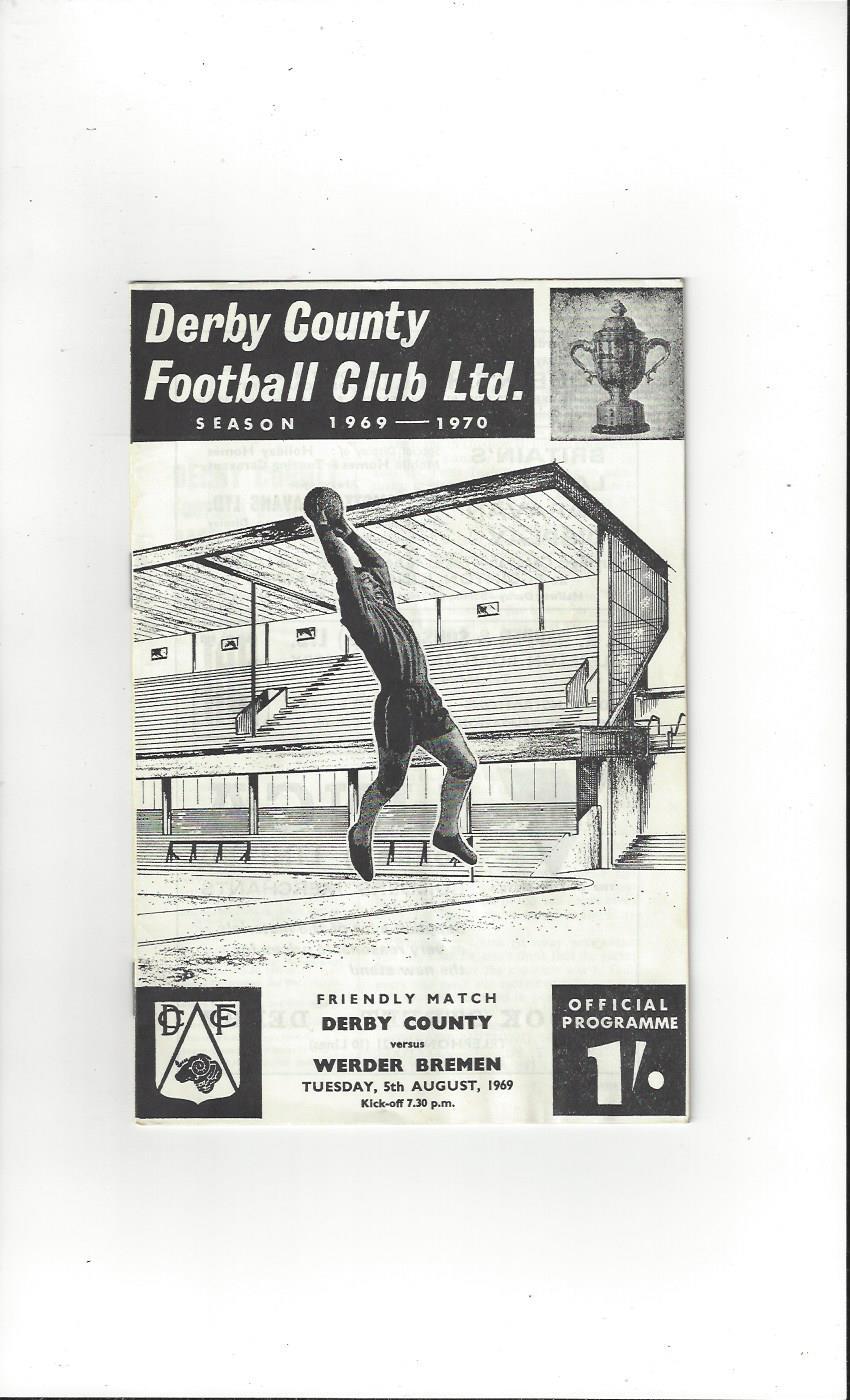 Derby County
Football Club Ltd.
SEASON 1969—1970
DCFC
FRIENDLY MATCH
DERBY COUNTY
versus
WERDER BREMEN
TUESDAY, 5th AUGUST, 1969
Kick-off 7.30 p.m.
OFFICIAL
PROGRAMME
1/.